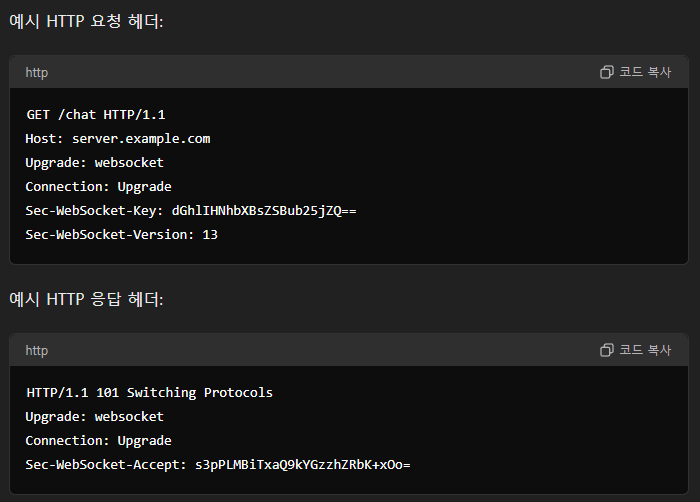 예시 HTTP 요청 헤더:
http
코드 복사
GET /chat HTTP/1.1
Host: server.example.com
Upgrade: websocket
Connection: Upgrade
Sec-WebSocket-Key: dGhlIHNhbXBsZSBub25jZQ==
Sec-WebSocket-Version: 13
예시 HTTP 응답 헤더:
http
코드 복사
HTTP/1.1 101 Switching Protocols
Upgrade: websocket
Connection: Upgrade
Sec-WebSocket-Accept: s3pPLMBiTxaQ9kYGzzhZRbK+xOo=